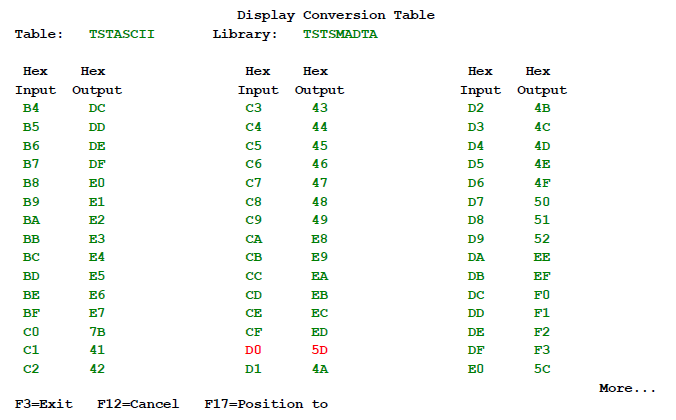 Display Conversion Table
Table: TSTASCII Library: TSTSMADTA
Hex Hex Hex Hex Hex Hex
Input Output Input Output Input Output
B4 DC C3 43 D2 4B
B5 DD C4 44 D3 4C
B6 DE C5 45 D4 4D
B7 DF C6 46 D5 4E
B8 E0 C7 47 D6 4F
B9 E1 C8 48 D7 50
BA E2 C9 49 D8 51
BB E3 CA E8 D9 52
BC E4 CB E9 DA EE
BD E5 CC EA DB EF
BE E6 CD EB DC F0
BF E7 CE EC DD F1
C0 7B CF ED DE F2
C1 41 D0 5D DF F3
C2 42 D1 4A E0 5C
More...
F3=Exit F12=Cancel F17=Position to